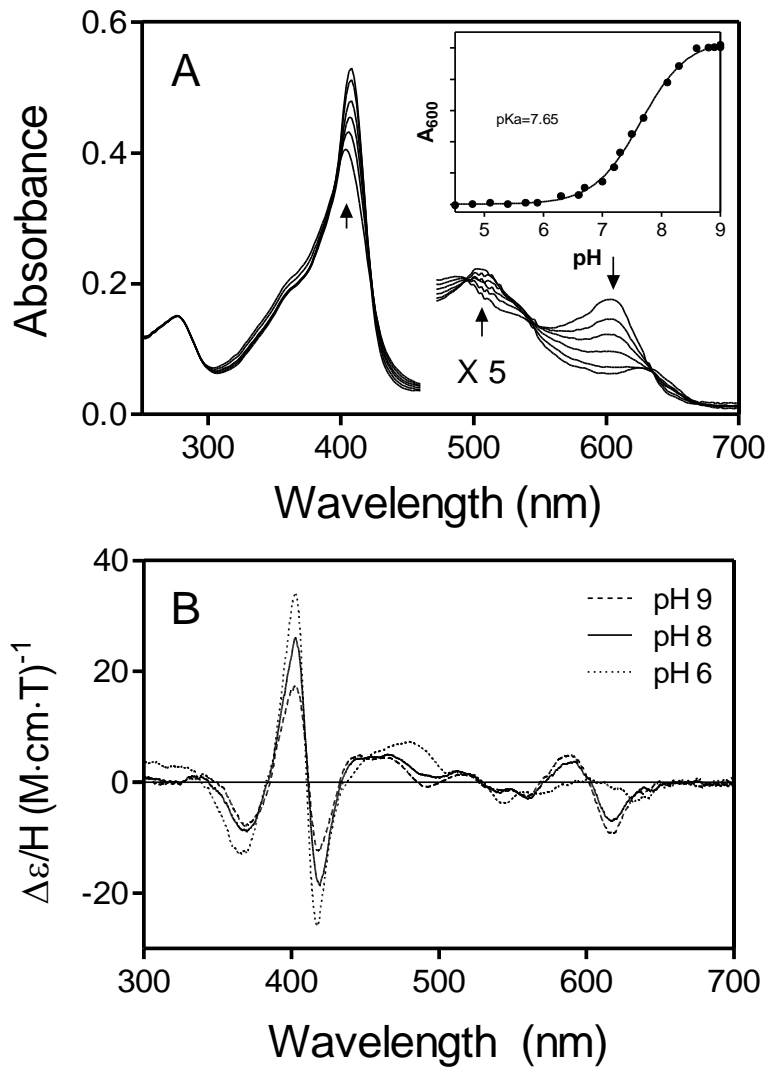 A
Absorbance
0.6
0.4
0.2
0.0
300
400
500
600
700
Wavelength (nm)
X 5
A600
pKa=7.65
5
6
7
8
9
pH
B
Δε/H (M·cm·T)-1
40
20
0
-20
pH 9
pH 8
pH 6
300
400
500
600
700
Wavelength (nm)